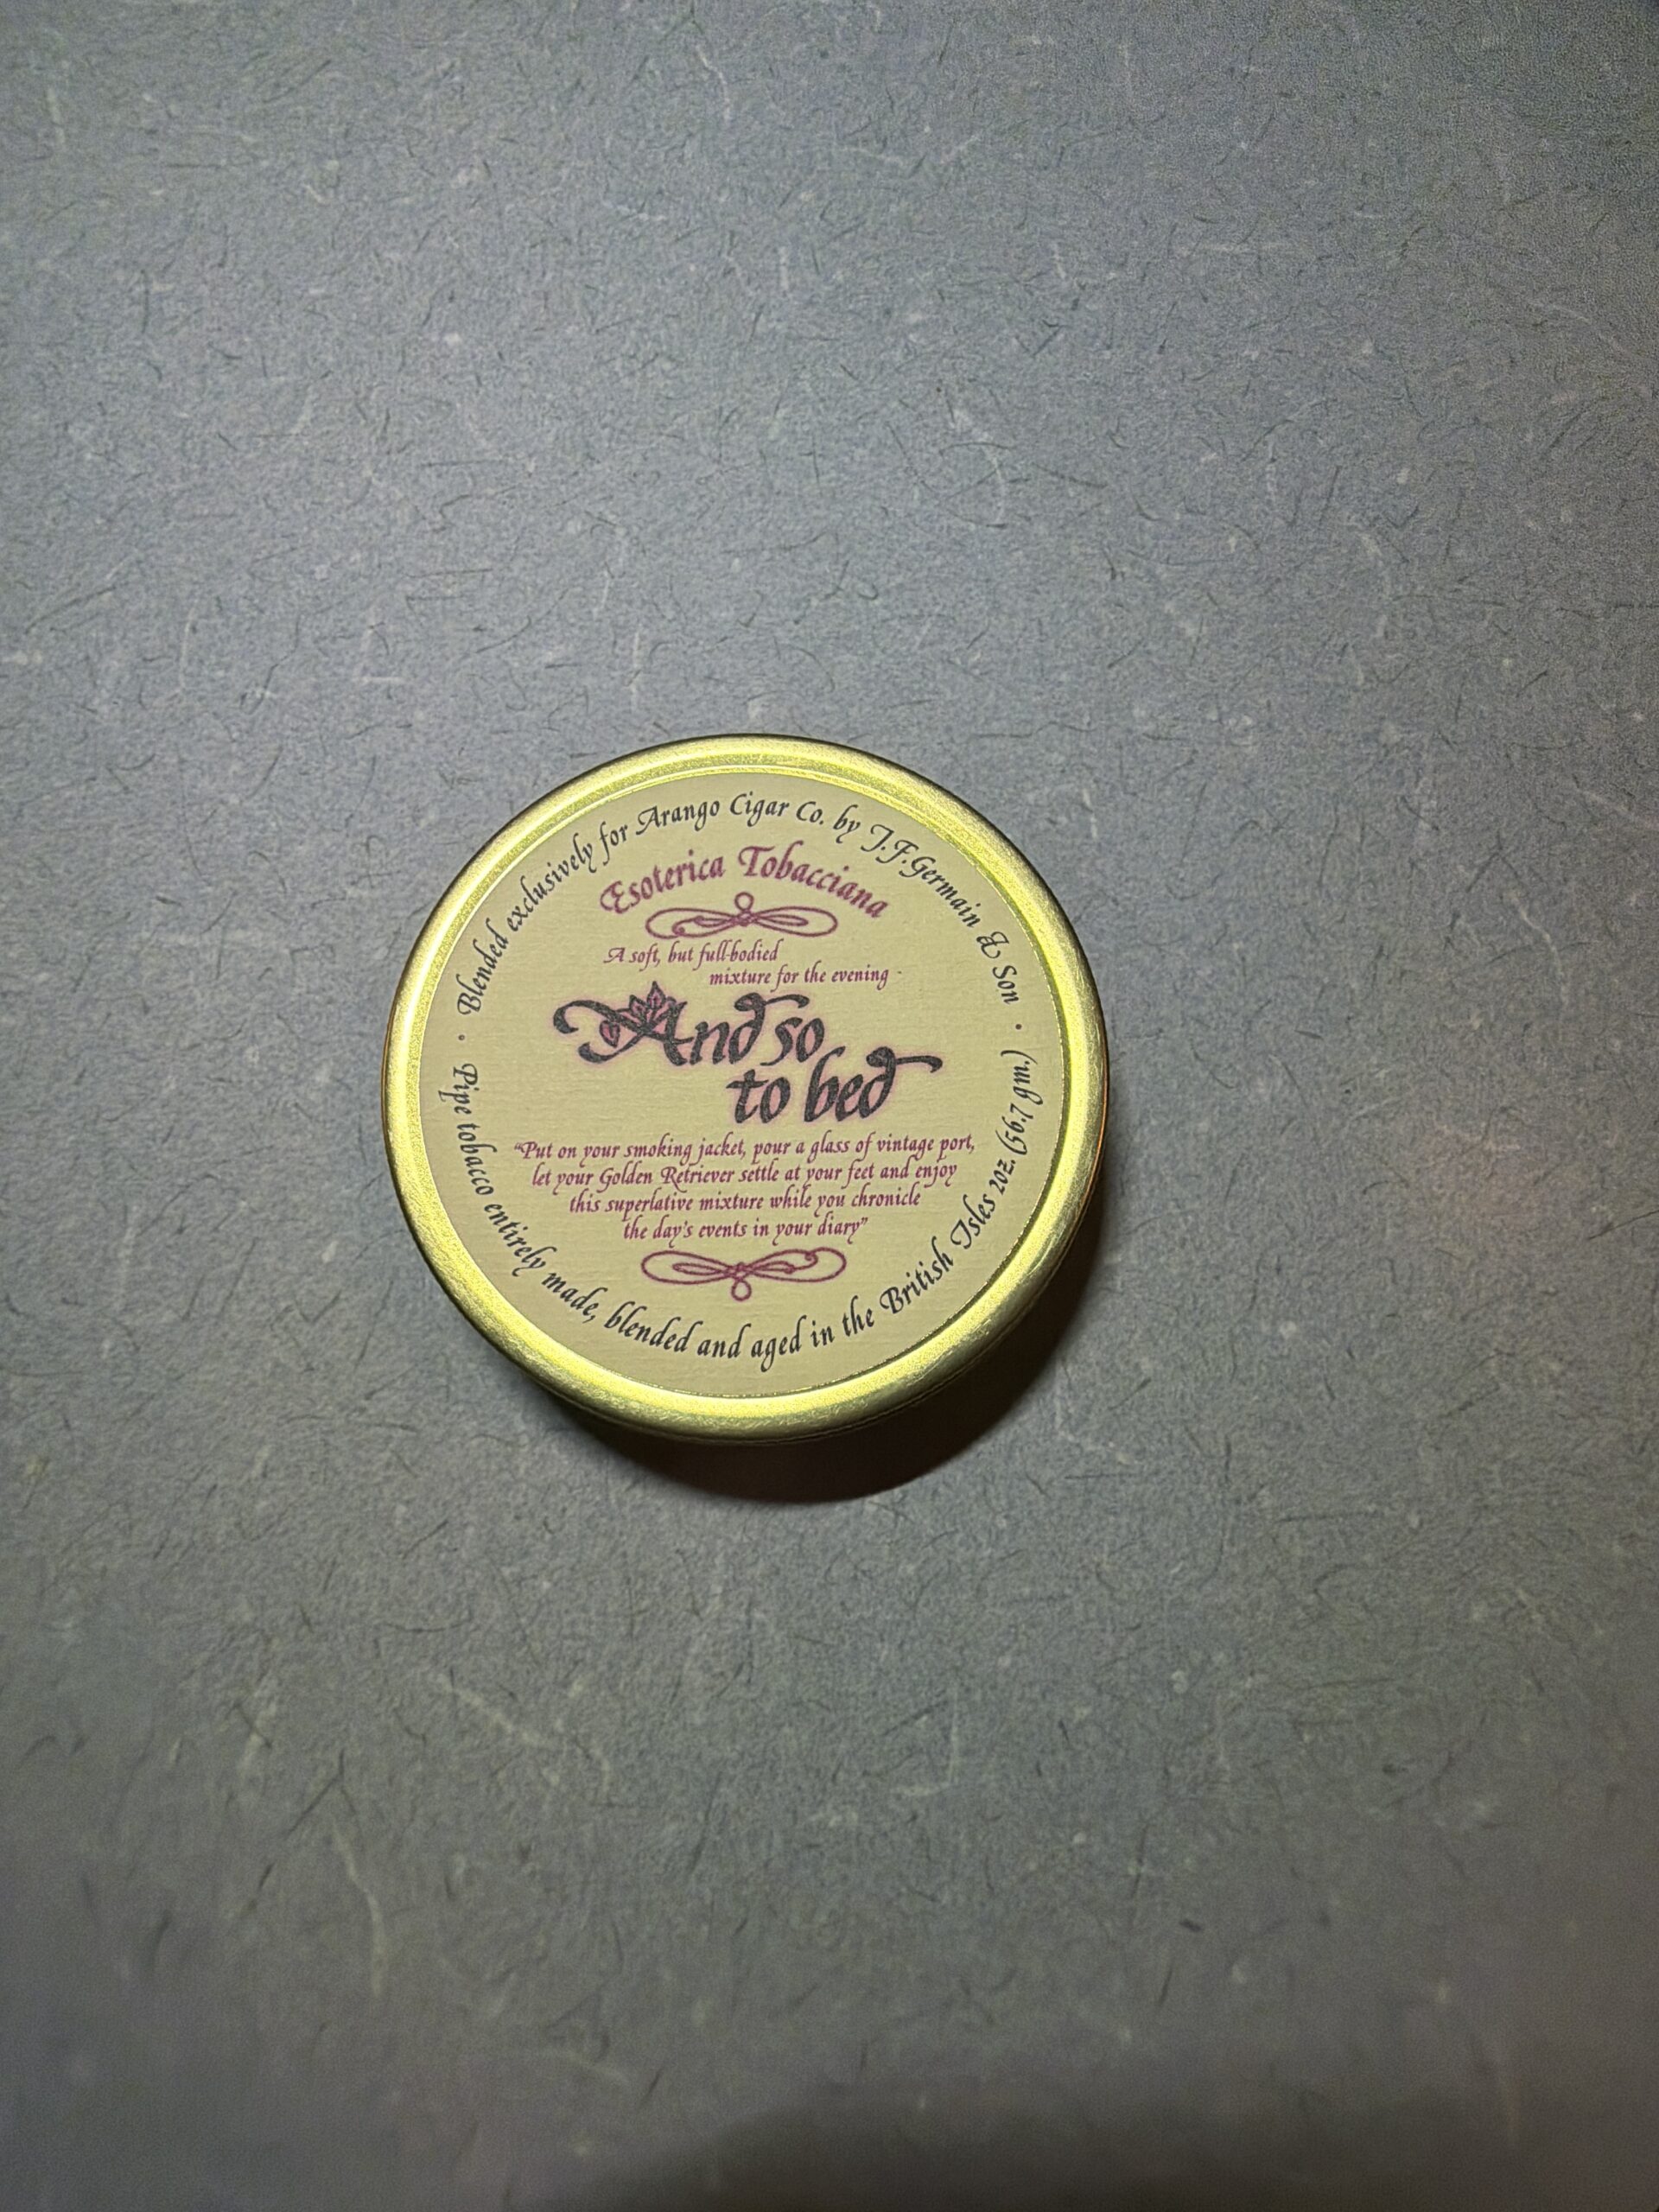 Blended exclusively for Arango Cigar Co. by J.F.Germain & Son
Esoterica Tobacciana
A soft, but full-bodied
mixture for the evening -
And so
to bed
"Put on your smoking jacket, pour a glass of vintage port,
let your Golden Retriever settle at your feet and enjoy
this superlative mixture while you chronicle
the day's events in your diary"
Pipe tobacco entirely made, blended and aged in the British Isles 2oz. (56.7 gm.)